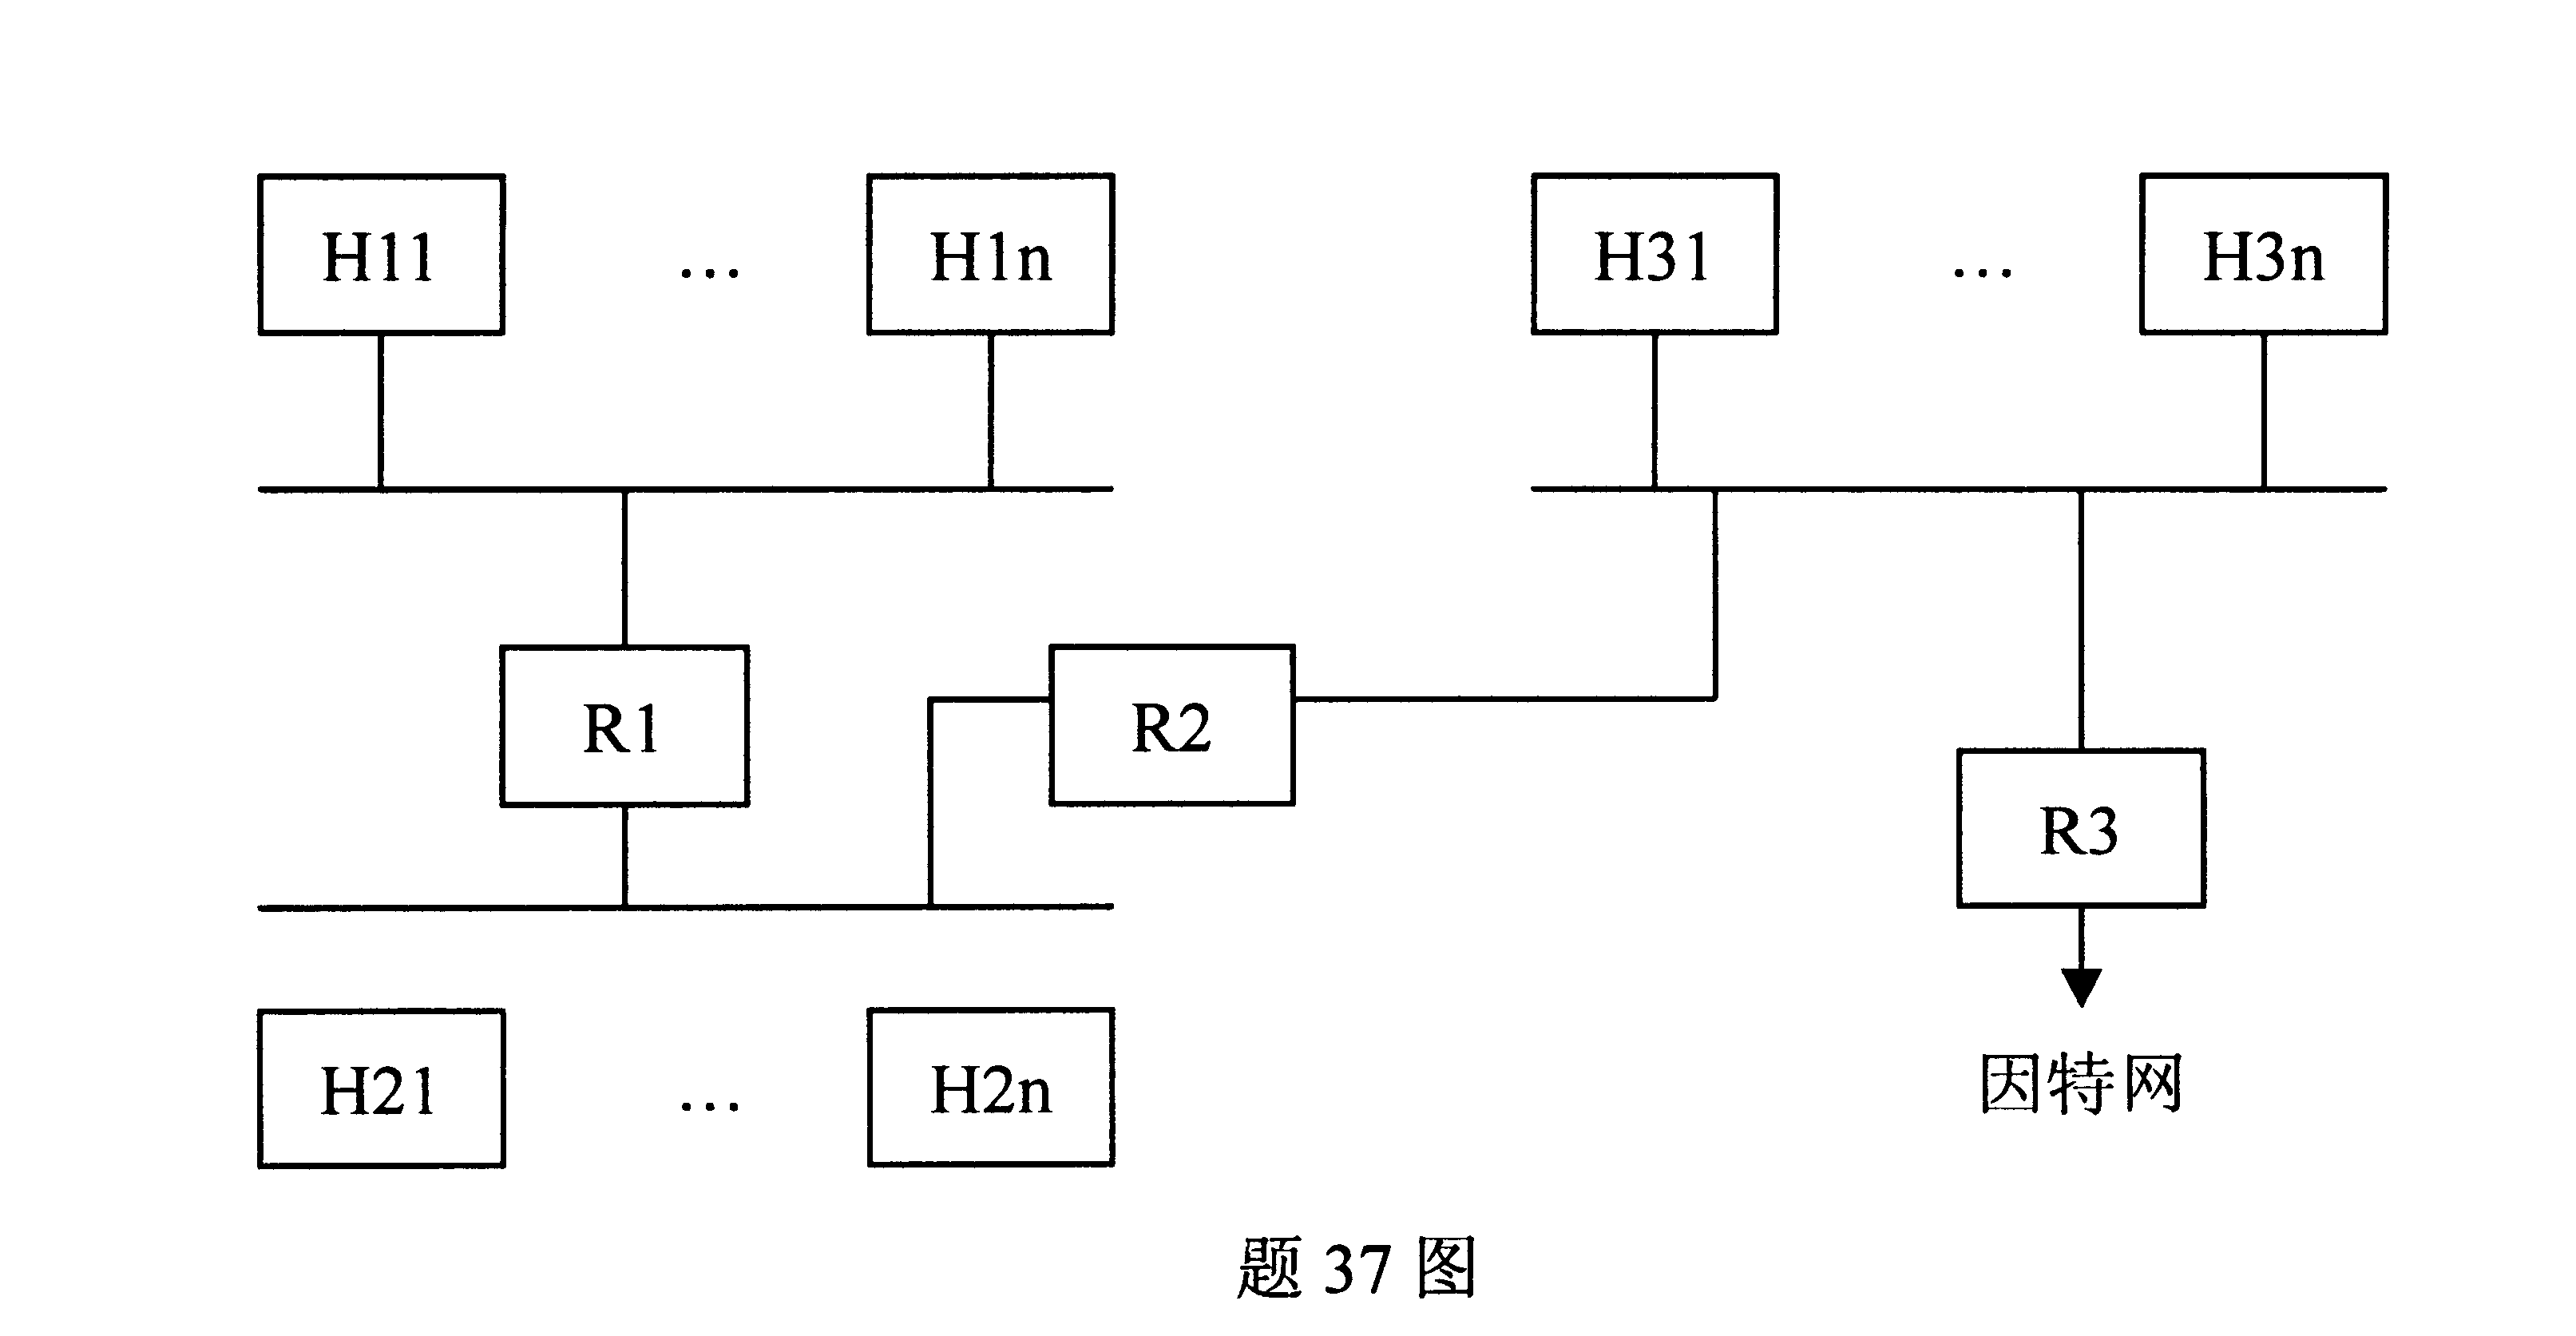 H11 … H1n H31 … H3n
R1 R2
R3
H21 … H2n 因特网
题 37 图